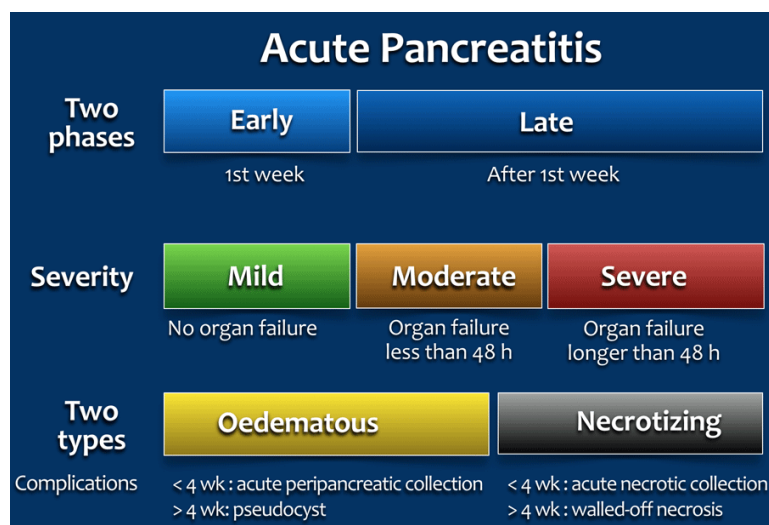 Acute Pancreatitis
Two phases
Early
Late
1st week
After 1st week
Severity
Mild
Moderate
Severe
No organ failure
Organ failure
less than 48 h
Organ failure
longer than 48 h
Two types
Oedematous
Necrotizing
Complications
< 4 wk : acute peripancreatic collection
> 4 wk: pseudocyst
< 4 wk : acute necrotic collection
> 4 wk : walled-off necrosis